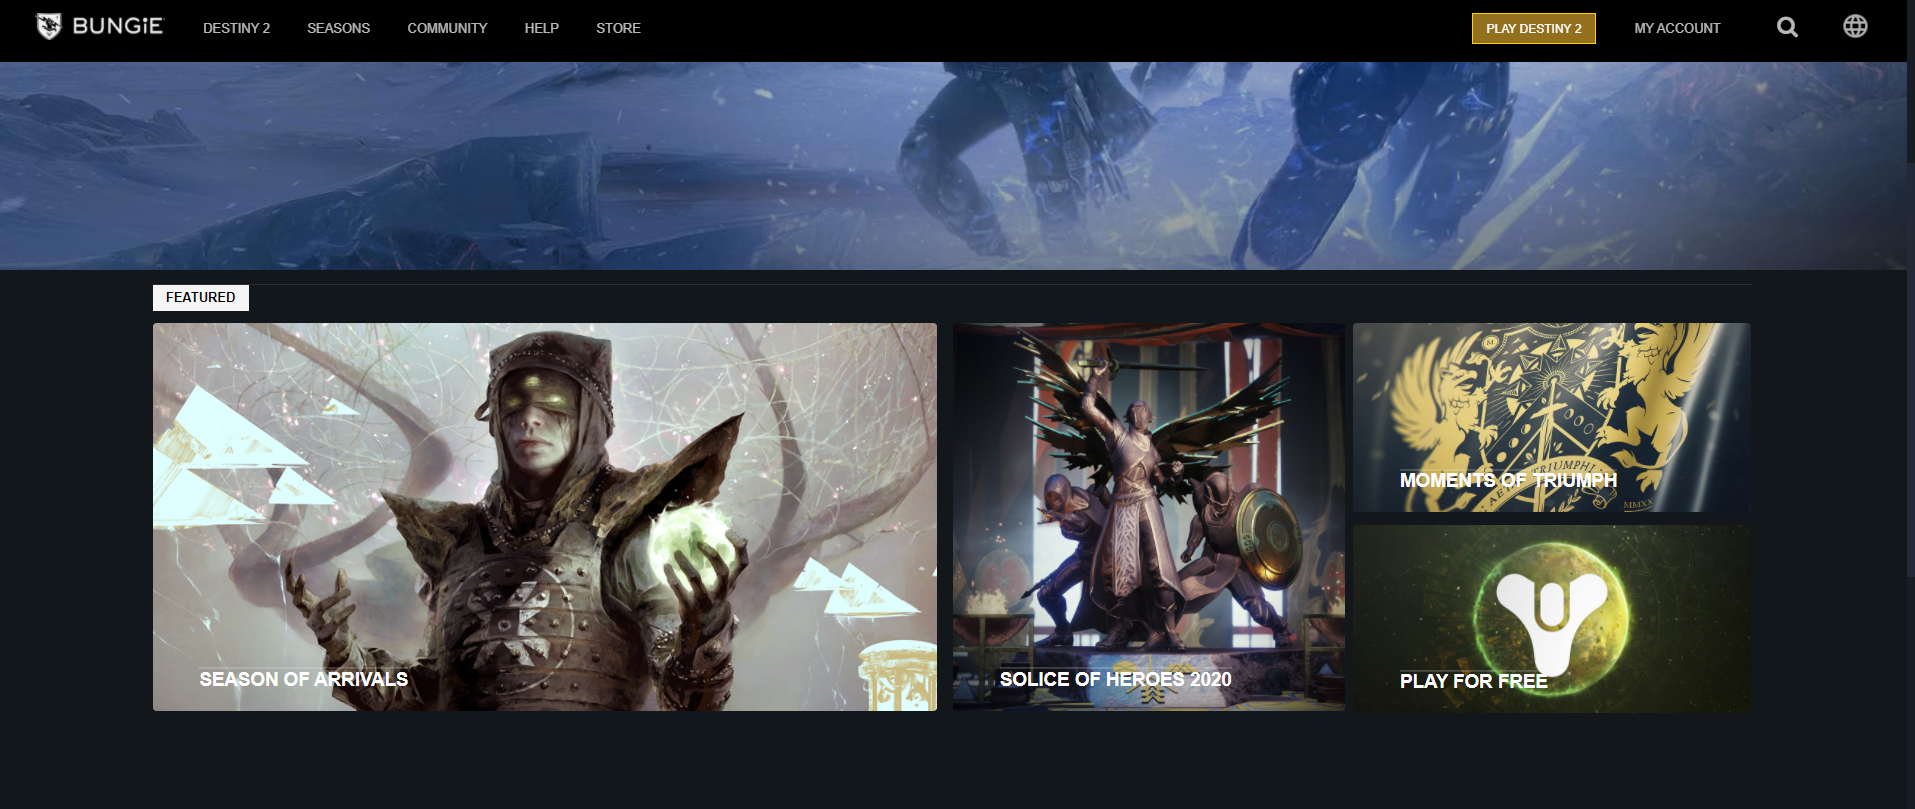 BUNGiE
DESTINY 2
SEASONS
COMMUNITY
HELP
STORE
PLAY DESTINY 2
MY ACCOUNT
FEATURED
SEASON OF ARRIVALS
SOLICE OF HEROES 2020
M
TRIUMPHI
MMXX
MOMENTS OF TRIUMPH
PLAY FOR FREE